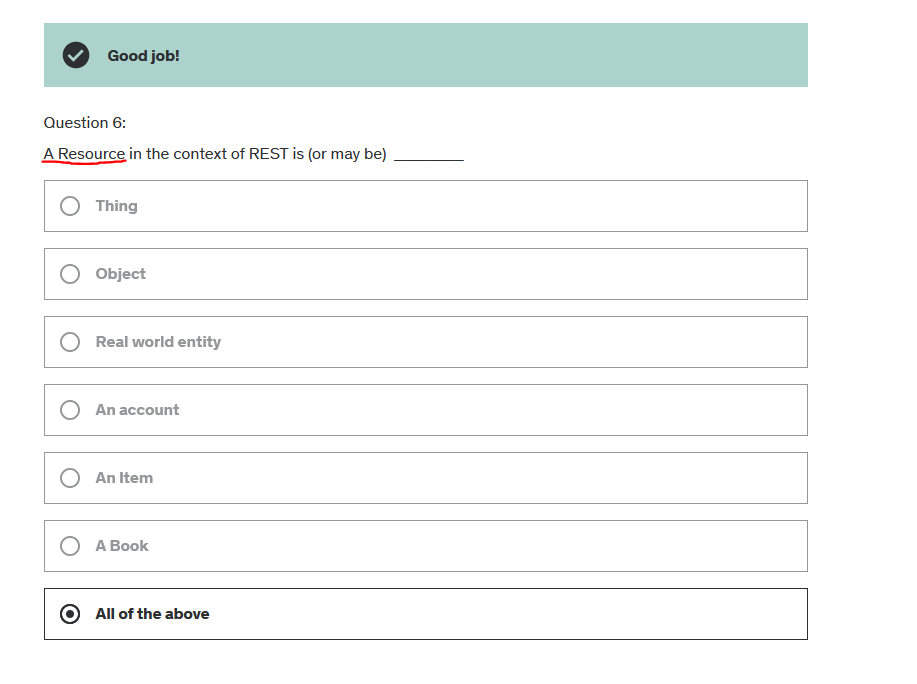 Good job!
Question 6:
A Resource in the context of REST is (or may be) ________
Thing
Object
Real world entity
An account
An Item
A Book
All of the above